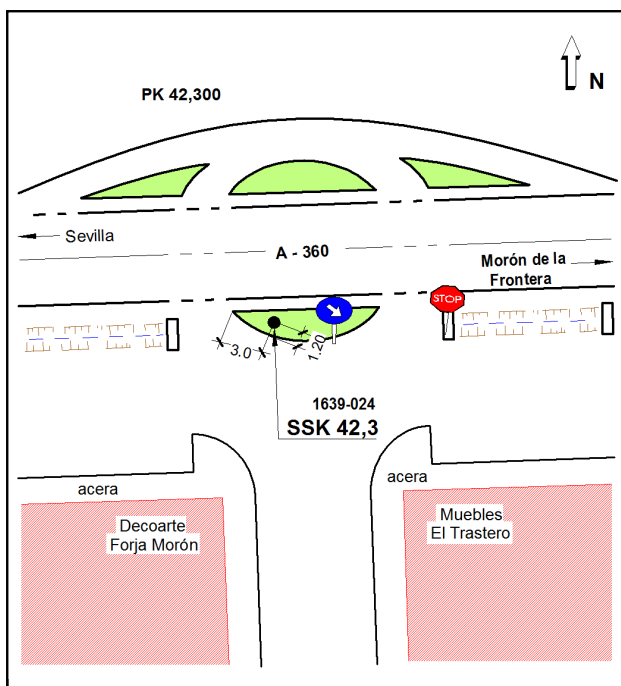 PK 42,300
N
Sevilla
A - 360
Morón de la
Frontera
STOP
3.0
1.20
1639-024
SSK 42,3
acera
acera
Decoarte
Forja Morón
Muebles
El Trastero